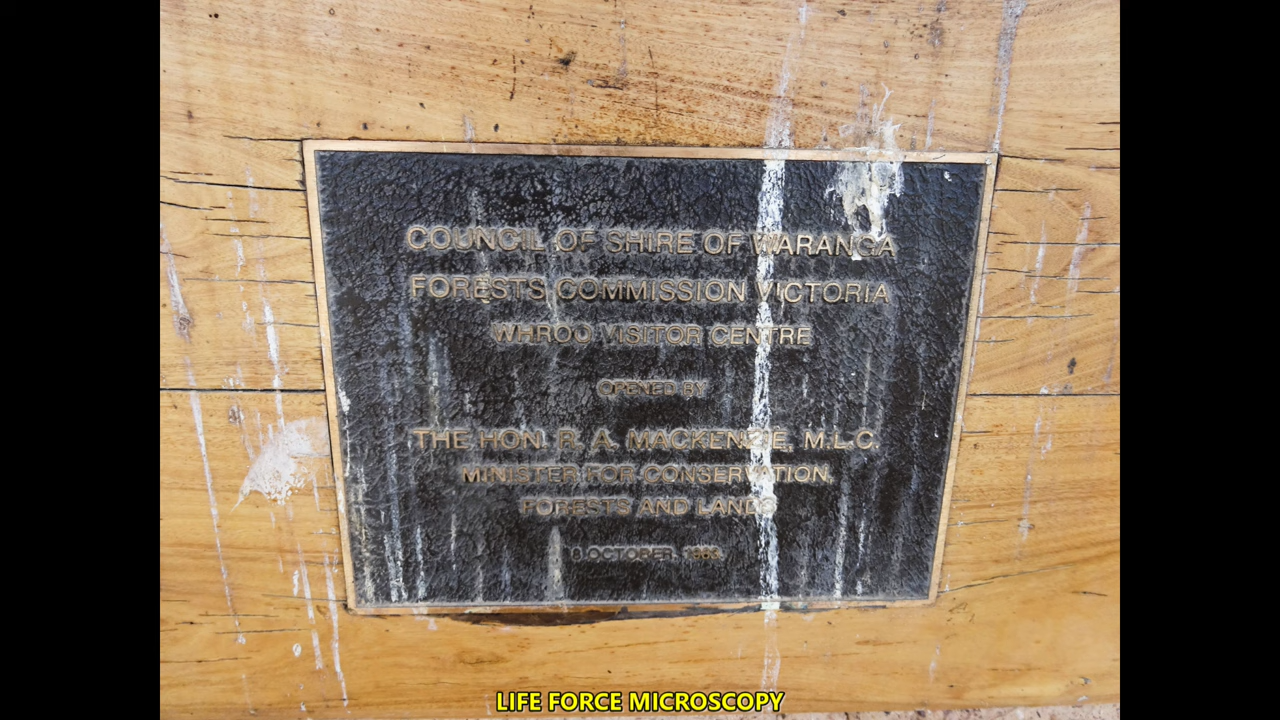 COUNCIL OF SHIRE OF WARANGA
FORESTS COMMISSION VICTORIA
WHROO VISITOR CENTRE
OPENED BY
THE HON. R. A. MACKENZIE, M.L.C.
MINISTER FOR CONSERVATION,
FORESTS AND LANDS
OCTOBER
LIFE FORCE MICROSCOPY